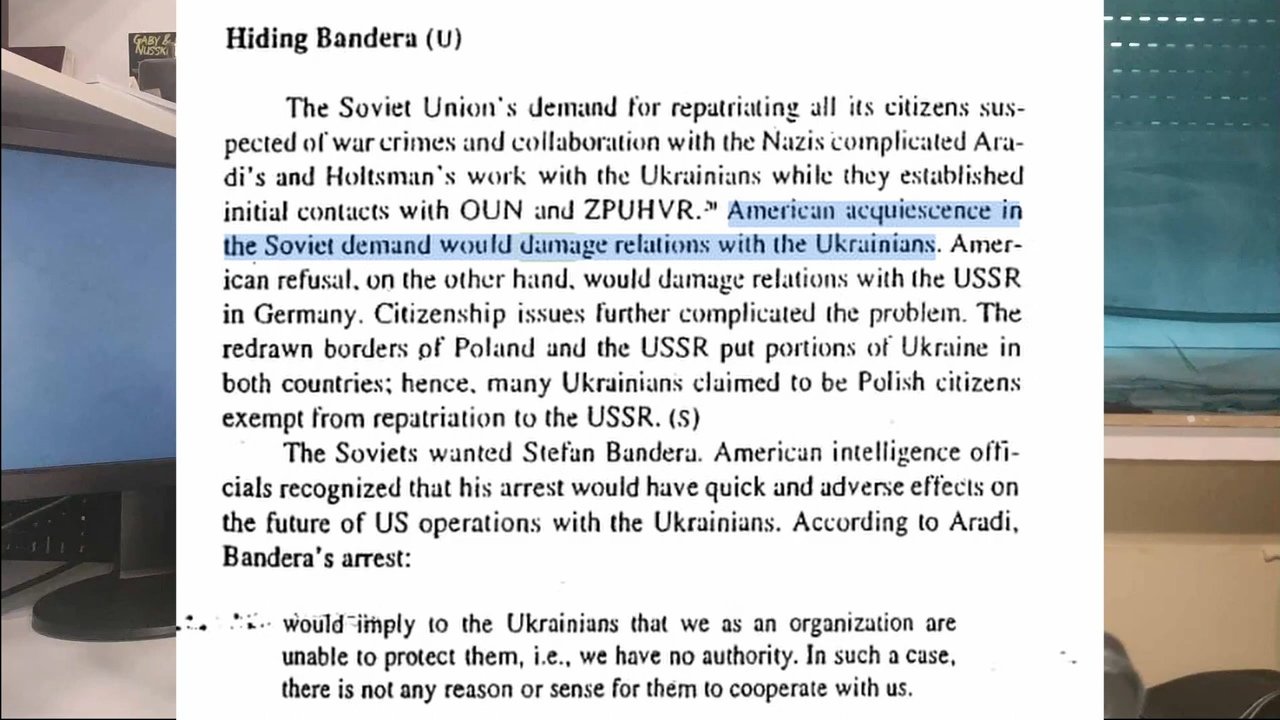 GABY &
NUSSKI
Hiding Bandera (U)
The Soviet Union's demand for repatriating all its citizens sus-
pected of war crimes and collaboration with the Nazis complicated Ara-
di's and Holtsman's work with the Ukrainians while they established
initial contacts with OUN and ZPUHVR. American acquiescence in
the Soviet demand would damage relations with the Ukrainians. Amer-
ican refusal, on the other hand, would damage relations with the USSR
in Germany. Citizenship issues further complicated the problem. The
redrawn borders of Poland and the USSR put portions of Ukraine in
both countries; hence, many Ukrainians claimed to be Polish citizens
exempt from repatriation to the USSR. (S)
The Soviets wanted Stefan Bandera. American intelligence offi-
cials recognized that his arrest would have quick and adverse effects on
the future of US operations with the Ukrainians. According to Aradi,
Bandera's arrest:
would imply to the Ukrainians that we as an organization are
unable to protect them, i.e., we have no authority. In such a case,
there is not any reason or sense for them to cooperate with us.